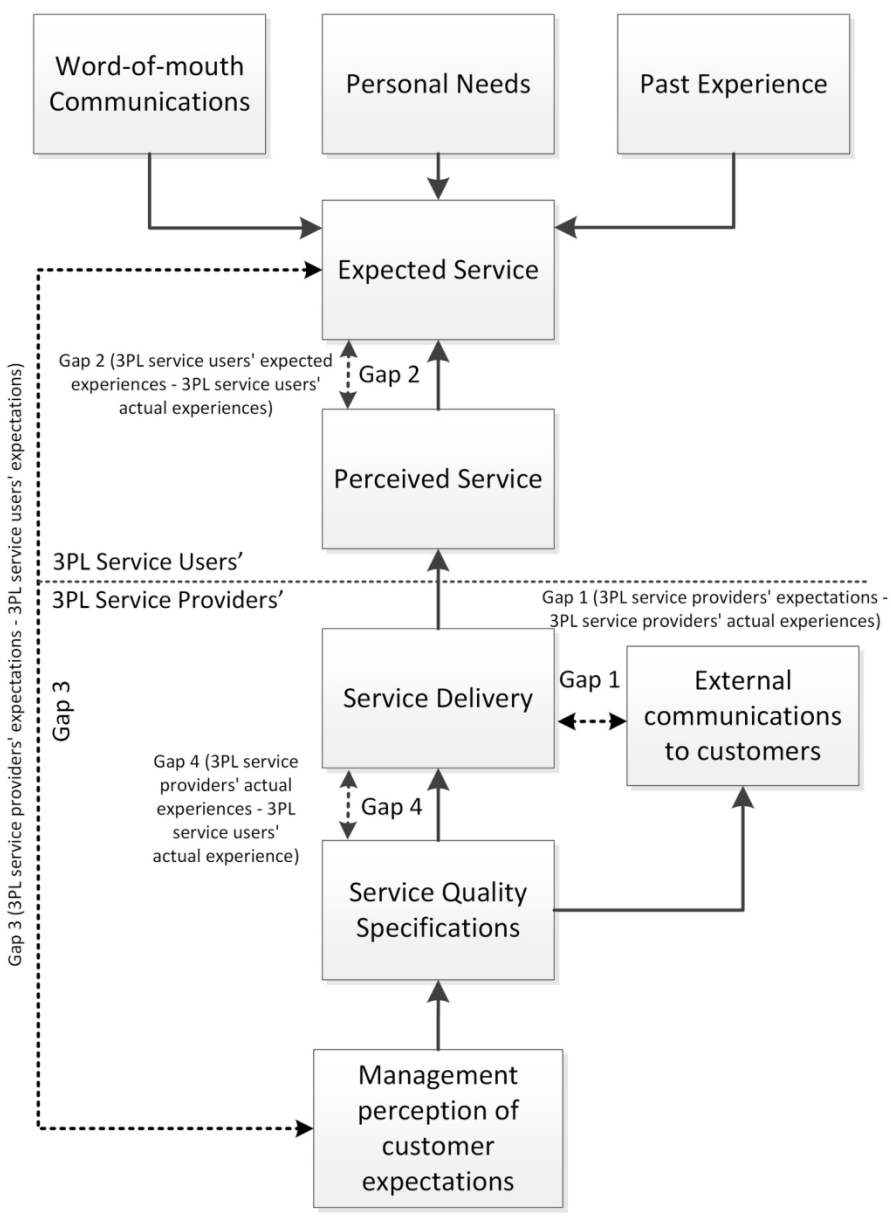 Word-of-mouth
Communications
Personal Needs
Past Experience
Expected Service
Gap 2 (3PL service users' expected
experiences - 3PL service users'
actual experiences)
Gap 2
Perceived Service
3PL Service Users’
3PL Service Providers’
Gap 1 (3PL service providers' expectations -
3PL service providers' actual experiences)
Service Delivery
Gap 1
External
communications
to customers
Gap 3 (3PL service providers' expectations - 3PL service users' expectations)
Gap 3
Gap 4 (3PL service
providers' actual
experiences - 3PL
service users'
actual experience)
Gap 4
Service Quality
Specifications
Management
perception of
customer
expectations